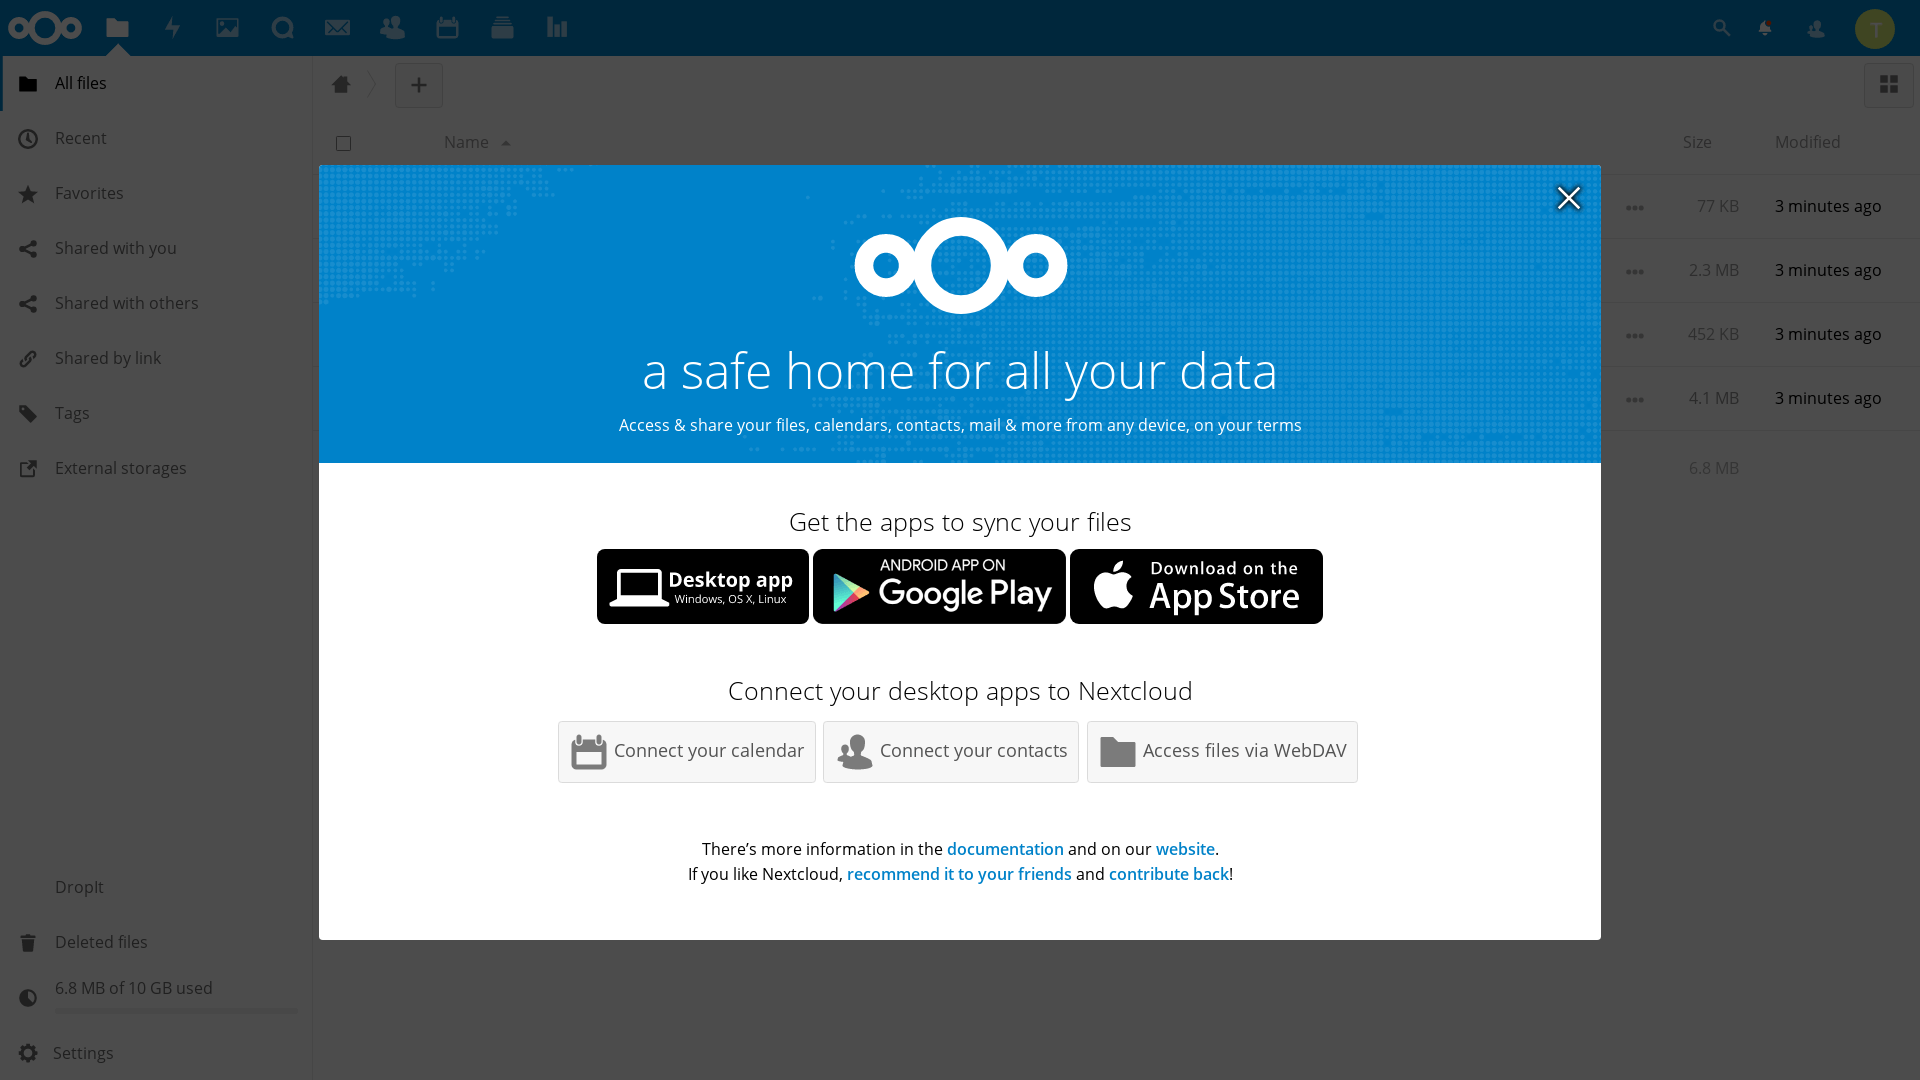 T
All files
Recent
Favorites
Shared with you
Shared with others
Shared by link
Tags
External storages
DropIt
Deleted files
6.8 MB of 10 GB used
Settings
Name
Size
Modified
77 KB
3 minutes ago
2.3 MB
3 minutes ago
452 KB
3 minutes ago
4.1 MB
3 minutes ago
6.8 MB
a safe home for all your data
Access & share your files, calendars, contacts, mail & more from any device, on your terms
Get the apps to sync your files
Desktop app
Windows, OS X, Linux
ANDROID APP ON
Google Play
Download on the
App Store
Connect your desktop apps to Nextcloud
Connect your calendar
Connect your contacts
Access files via WebDAV
There’s more information in the documentation and on our website.
If you like Nextcloud, recommend it to your friends and contribute back!